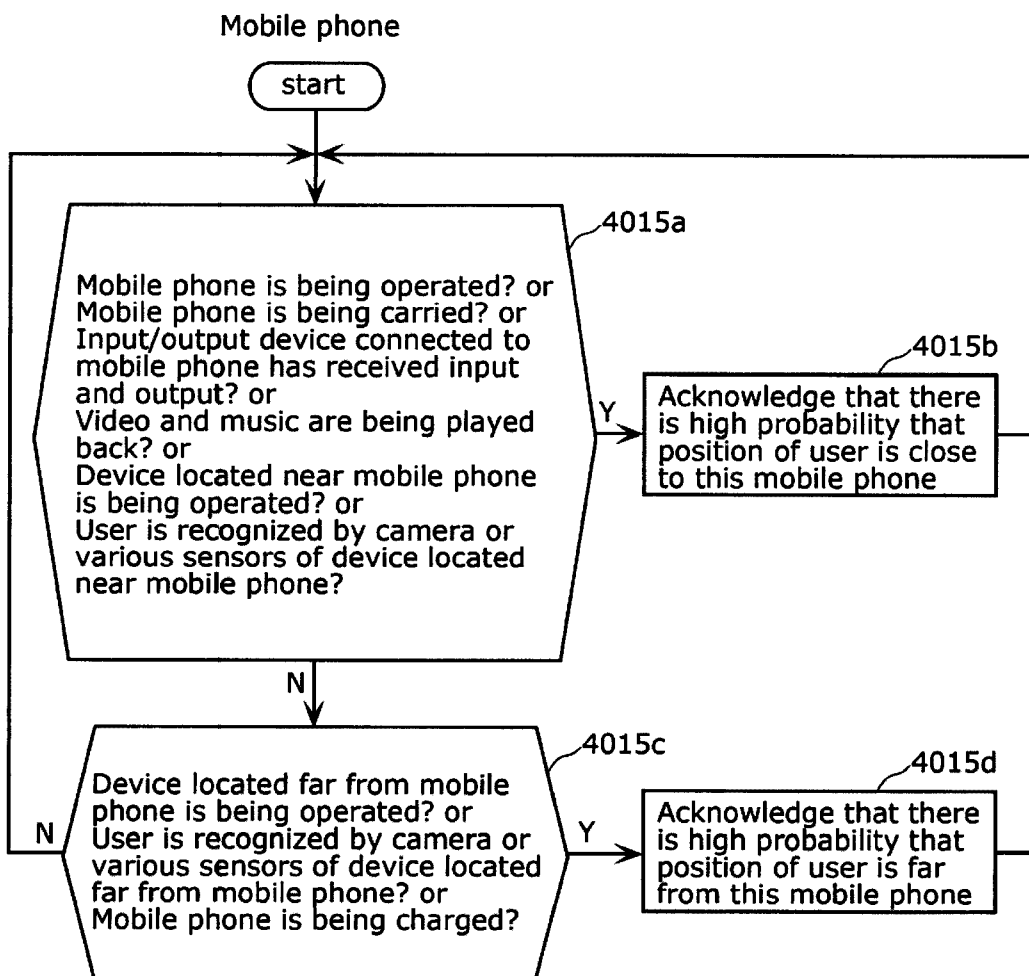 Mobile phone
start
4015a
Mobile phone is being operated? or
Mobile phone is being carried? or
Input/output device connected to
mobile phone has received input
and output? or
Video and music are being played
back? or
Device located near mobile phone
is being operated? or
User is recognized by camera or
various sensors of device located
near mobile phone?
Y
4015b
Acknowledge that there
is high probability that
position of user is close
to this mobile phone
N
4015c
Device located far from mobile
phone is being operated? or
User is recognized by camera or
various sensors of device located
far from mobile phone? or
Mobile phone is being charged?
N
Y
4015d
Acknowledge that there
is high probability that
position of user is far
from this mobile phone